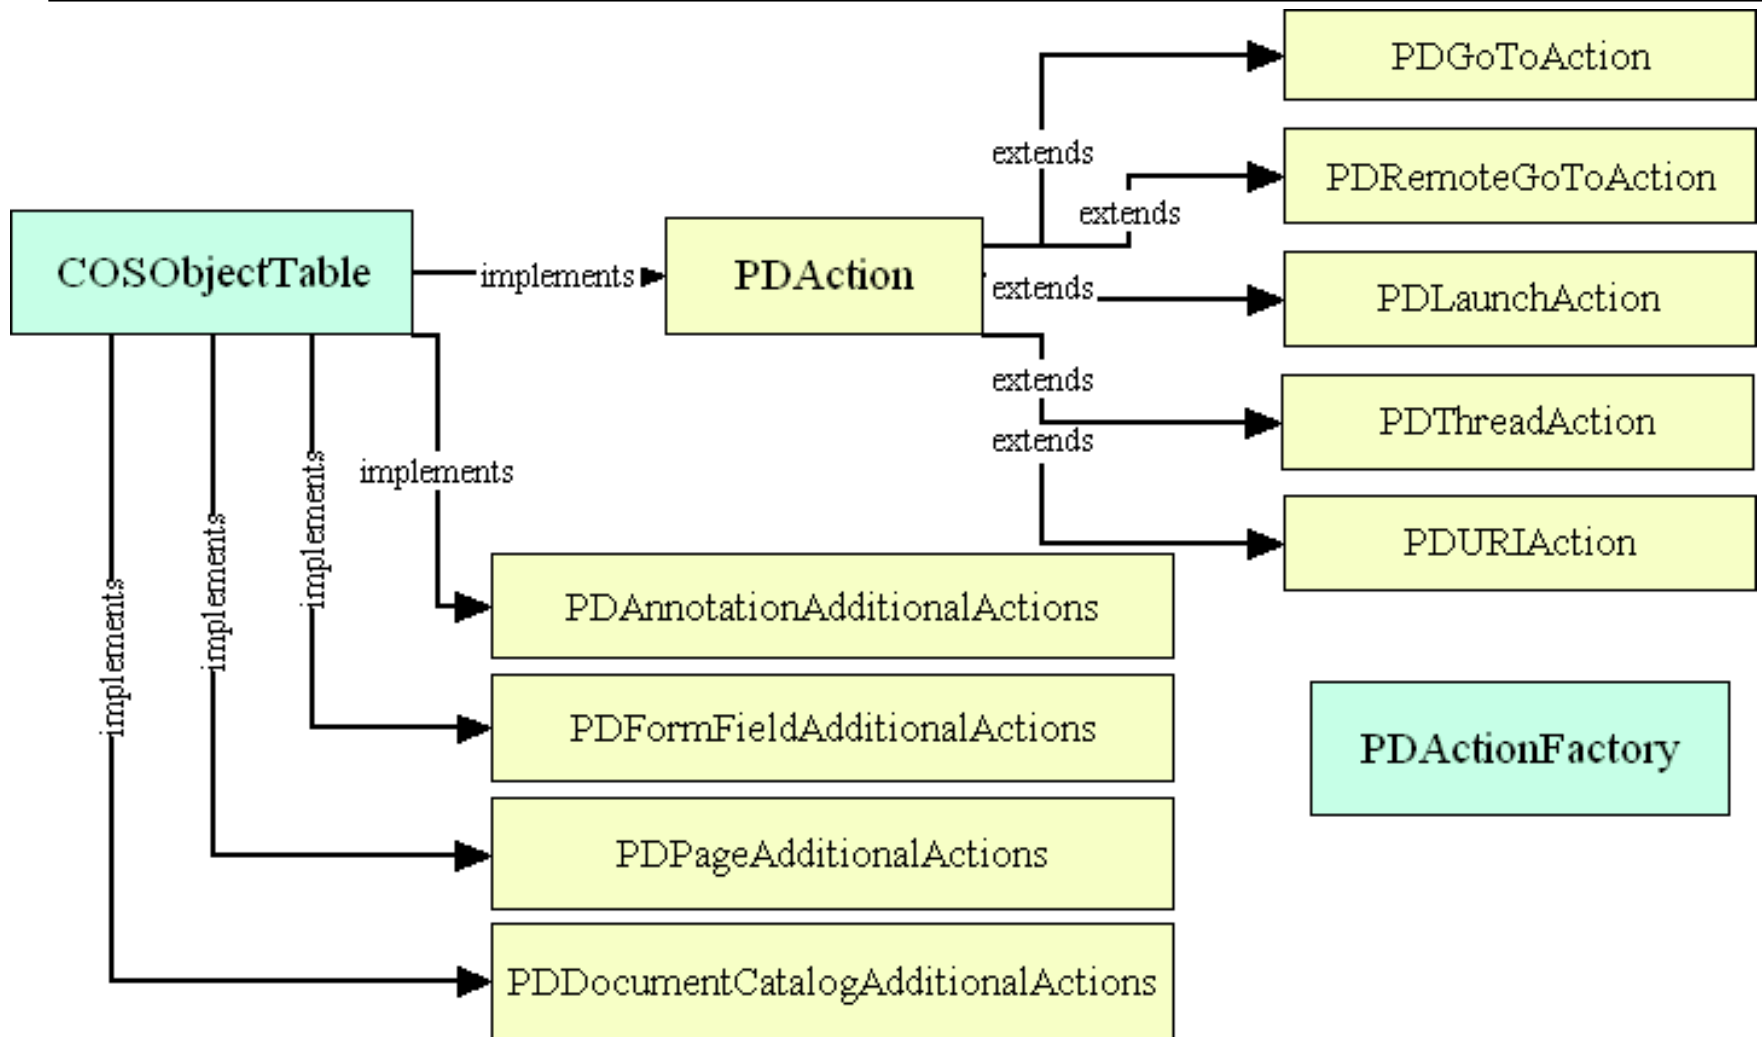 PDGoToAction
extends
PDRemoteGoToAction
extends
COSObjectTable
implements
PDAction
extends
PDLaunchAction
extends
PDThreadAction
extends
PDURIAction
implements
implements
implements
implements
PDAnnotationAdditionalActions
PDFormFieldAdditionalActions
PDActionFactory
PDPageAdditionalActions
PDDocumentCatalogAdditionalActions